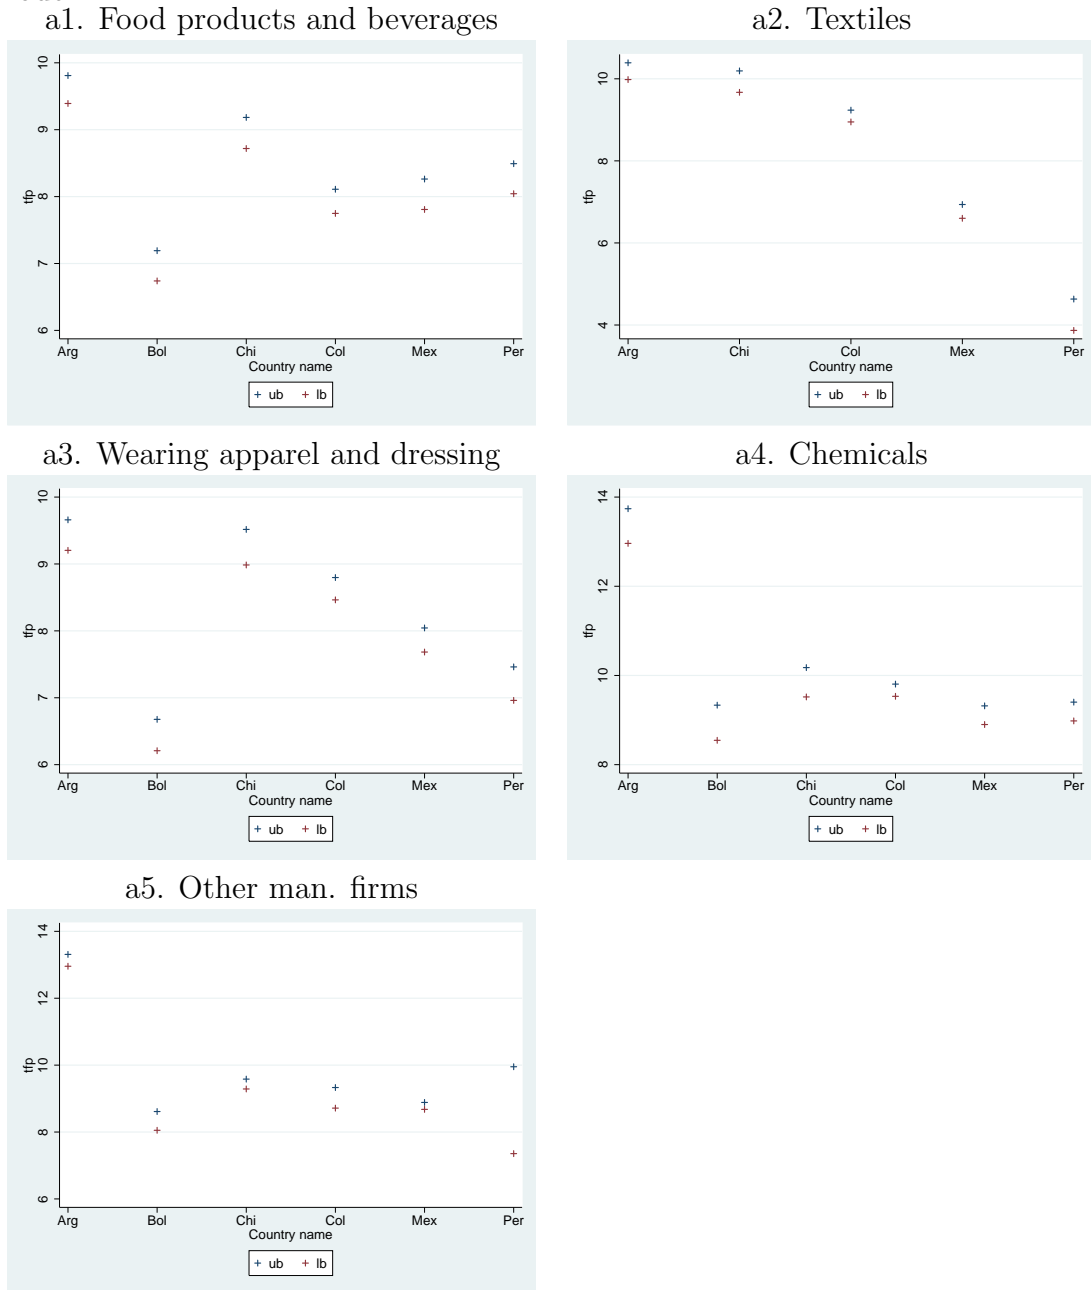 a1. Food products and beverages
a2. Textiles
10
9
8
7
6
tfp
Arg Bol Chi Col Mex Per
Country name
+ ub + lb
10
8
6
4
tfp
Arg Chi Col Mex Per
Country name
+ ub + lb
a3. Wearing apparel and dressing
a4. Chemicals
10
9
8
7
6
tfp
Arg Bol Chi Col Mex Per
Country name
+ ub + lb
14
12
10
8
tfp
Arg Bol Chi Col Mex Per
Country name
+ ub + lb
a5. Other man. firms
14
12
10
8
6
tfp
Arg Bol Chi Col Mex Per
Country name
+ ub + lb